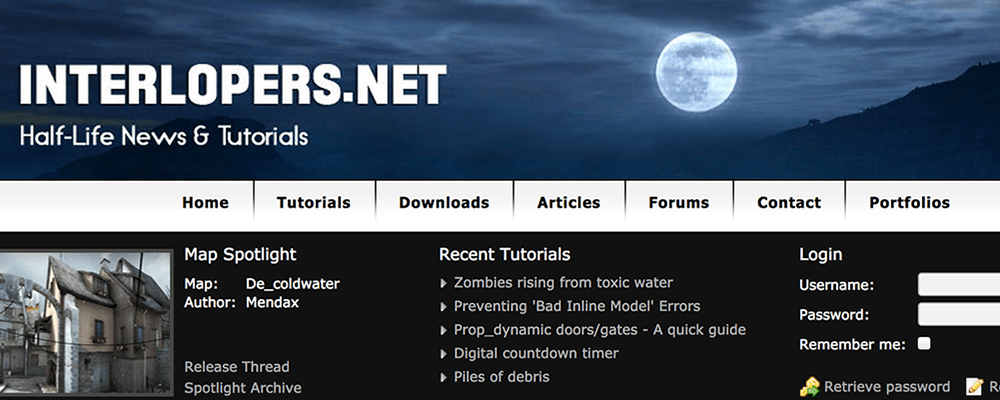 INTERLOPERS.NET
Half-Life News & Tutorials
Home Tutorials Downloads Articles Forums Contact Portfolios
Map Spotlight
Map: De_coldwater
Author: Mendax
Release Thread
Spotlight Archive
Recent Tutorials
Zombies rising from toxic water
Preventing 'Bad Inline Model' Errors
Prop_dynamic doors/gates - A quick guide
Digital countdown timer
Piles of debris
Login
Username:
Password:
Remember me:
Retrieve password